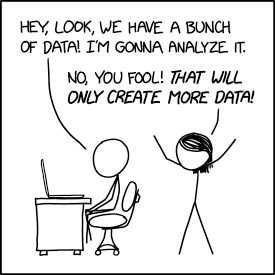 HEY, LOOK, WE HAVE A BUNCH
OF DATA! I'M GONNA ANALYZE IT.
NO, YOU FOOL! THAT WILL
ONLY CREATE MORE DATA!